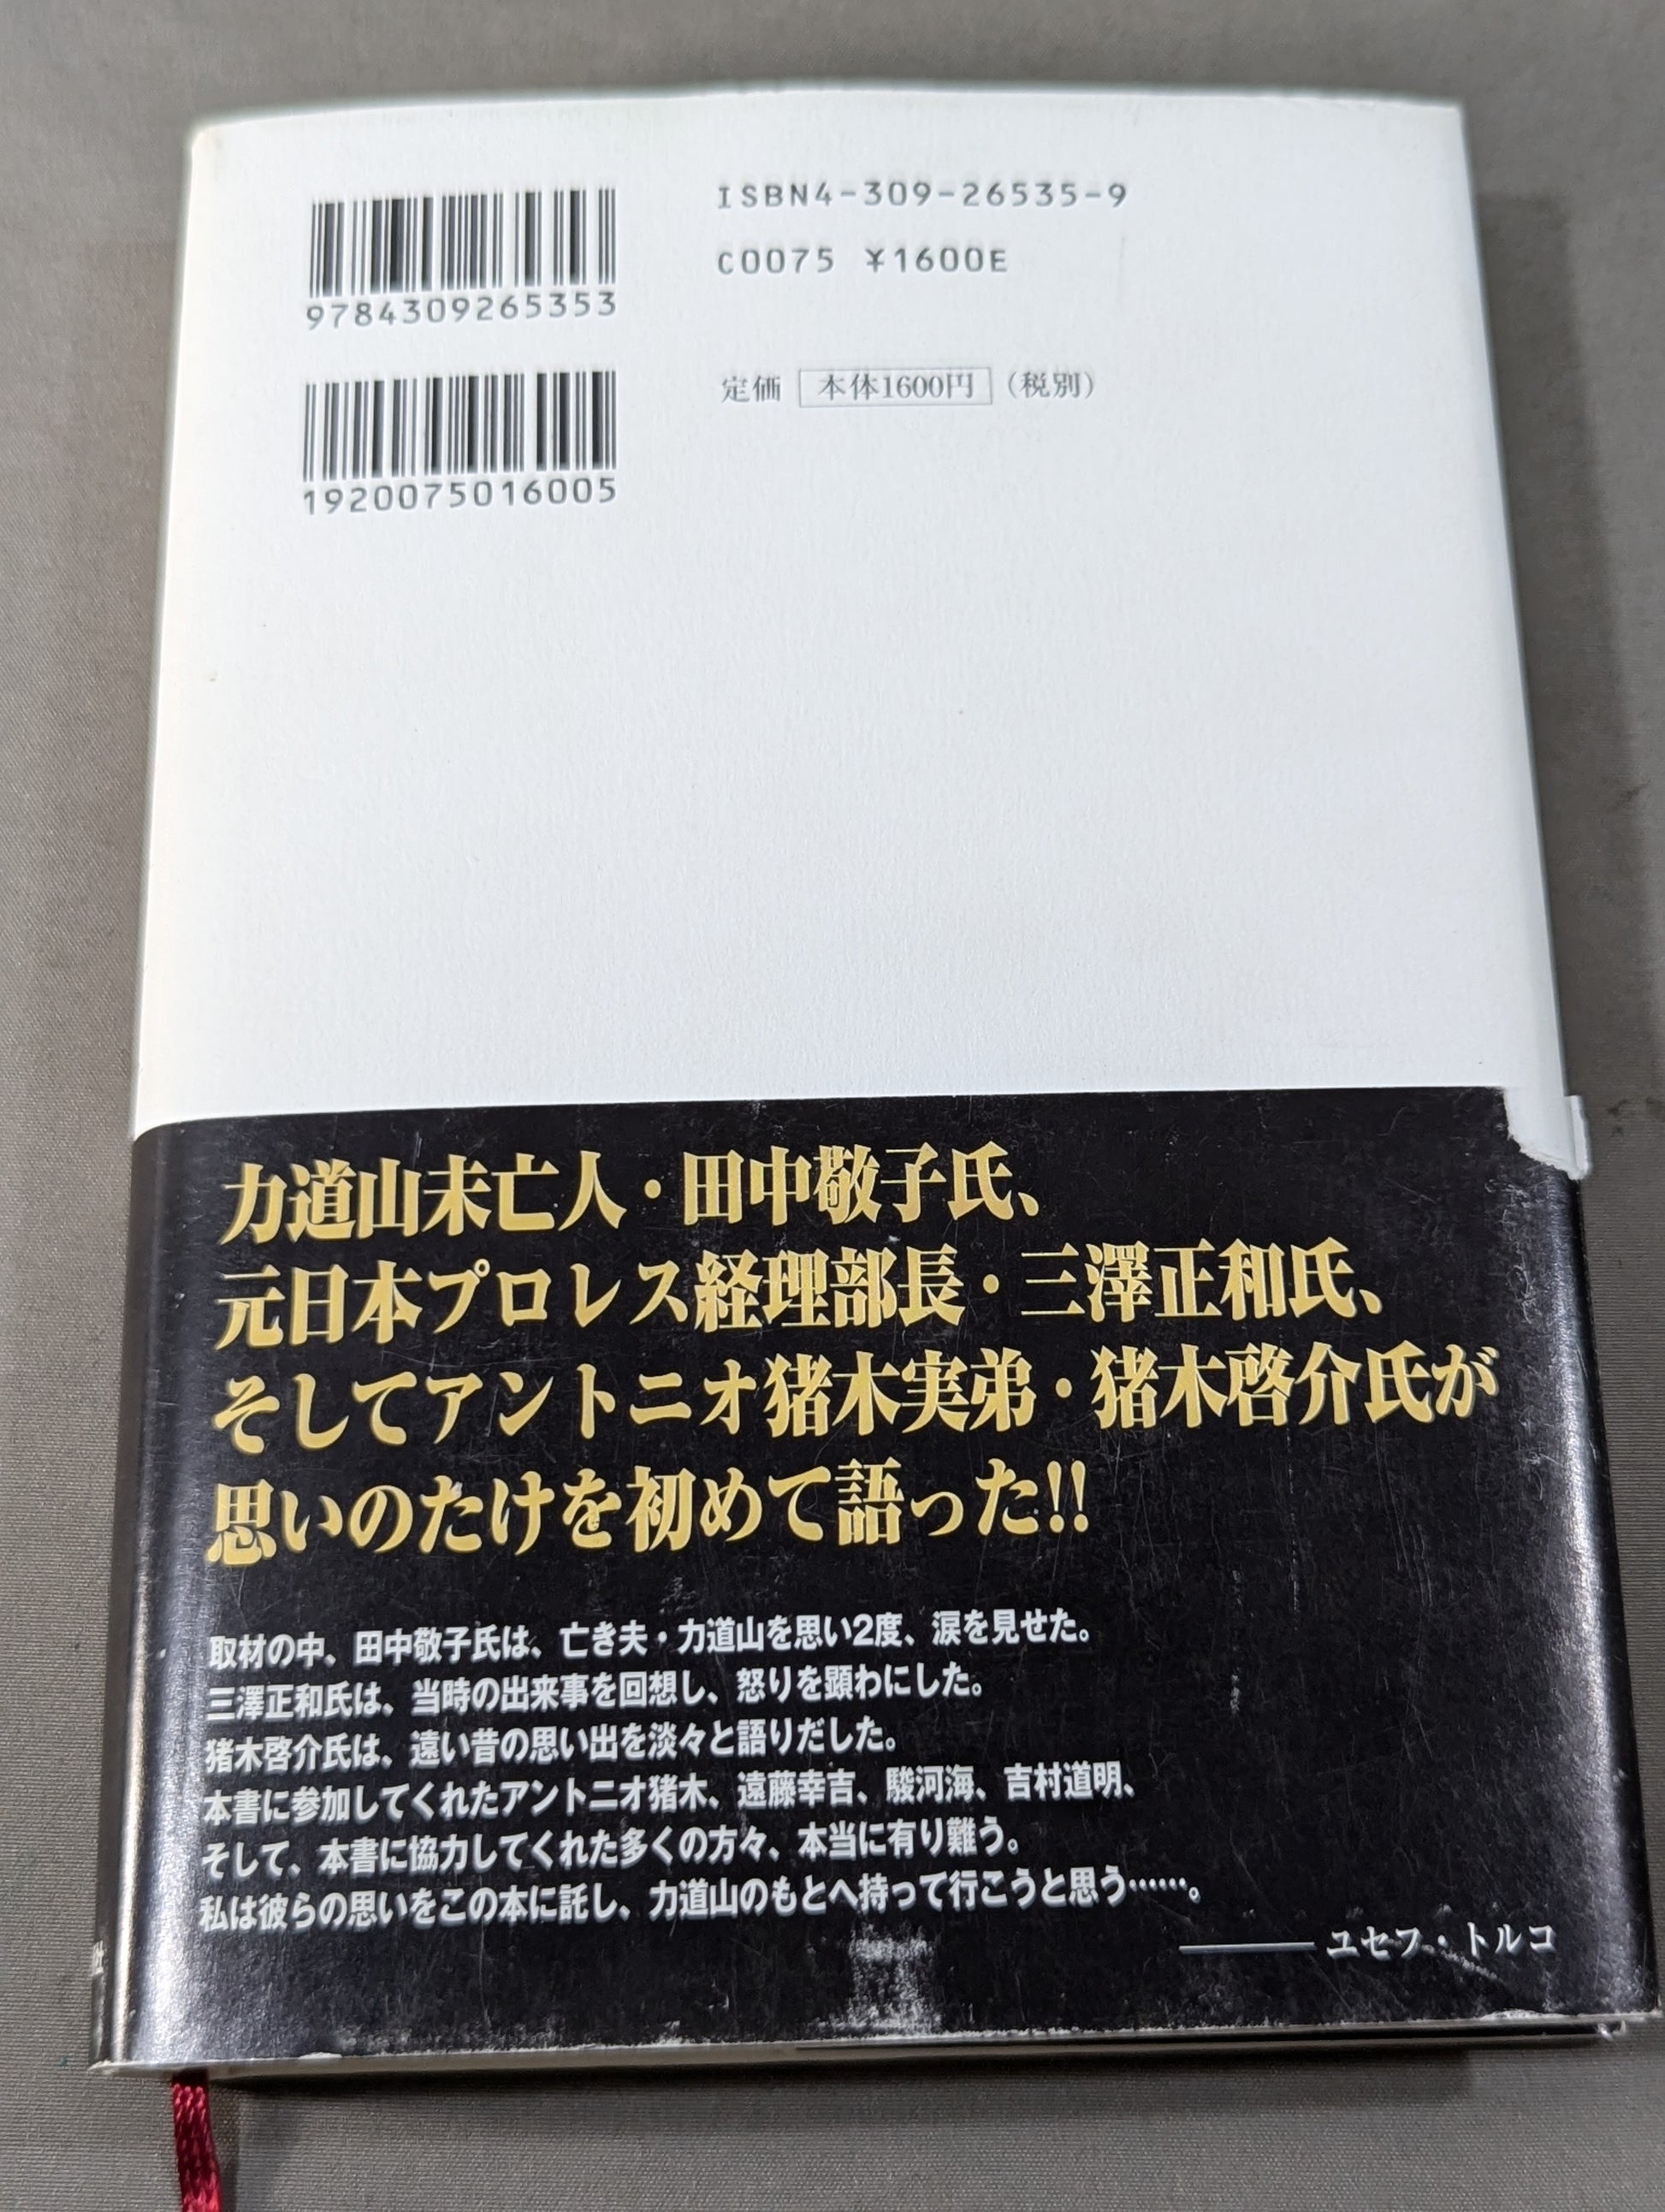 ISBN4-309-26535-9
C0075 ¥1600E
9784309265353
定価 本体1600円 (税別)
1920075016005
力道山未亡人・田中敬子氏、
元日本プロレス経理部長・三澤正和氏、
そしてアントニオ猪木実弟・猪木啓介氏が
思いのたけを初めて語った!!
取材の中、田中敬子氏は、亡き夫・力道山を思い2度、涙を見せた。
三澤正和氏は、当時の出来事を回想し、怒りを顕わにした。
猪木啓介氏は、遠い昔の思い出を淡々と語りだした。
本書に参加してくれたアントニオ猪木、遠藤幸吉、駿河海、吉村道明、
そして、本書に協力してくれた多くの方々、本当に有り難う。
私は彼らの思いをこの本に託し、力道山のもとへ持って行こうと思う……。
――ユセフ・トルコ